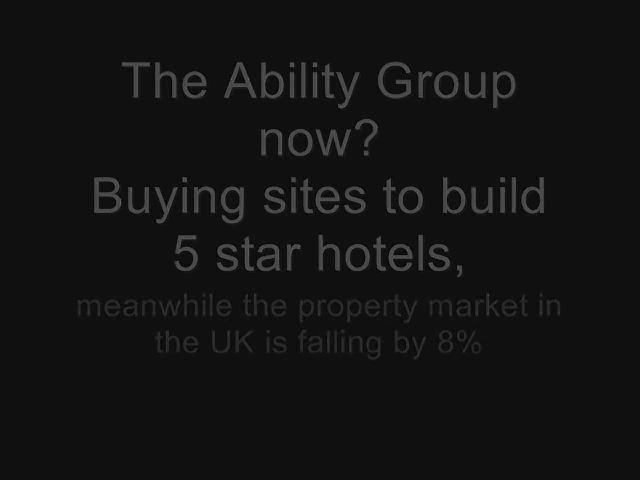 The Ability Group
now?
Buying sites to build
5 star hotels,
meanwhile the property market in
the UK is falling by 8%